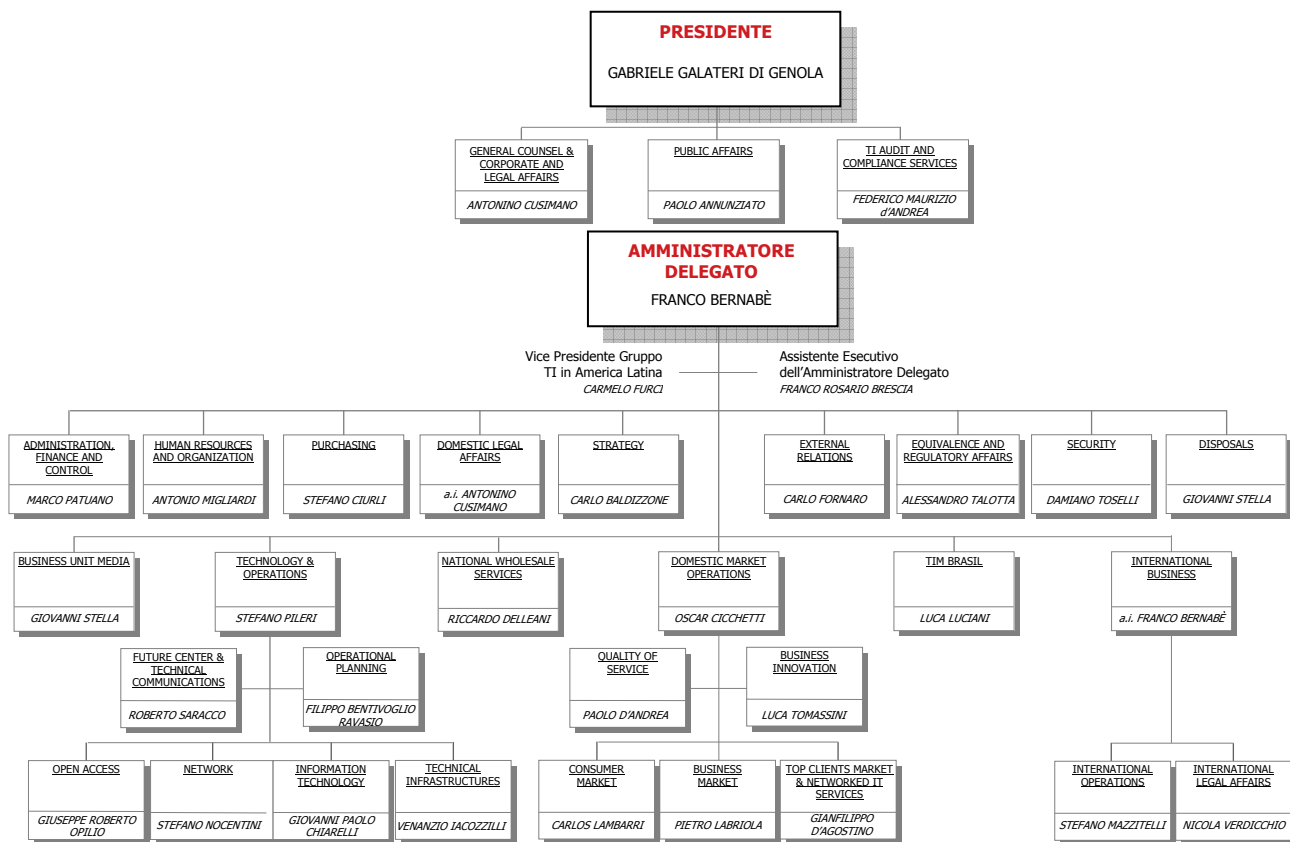 PRESIDENTE
GABRIELE GALATERI DI GENOLA
GENERAL COUNSEL &
CORPORATE AND
LEGAL AFFAIRS
ANTONINO CUSIMANO
PUBLIC AFFAIRS
PAOLO ANNUNZIATO
TI AUDIT AND
COMPLIANCE SERVICES
FEDERICO MAURIZIO
d'ANDREA
AMMINISTRATORE
DELEGATO
FRANCO BERNABÈ
Vice Presidente Gruppo
TI in America Latina
CARMELO FURCI
Assistente Esecutivo
dell'Amministratore Delegato
FRANCO ROSARIO BRESCIA
ADMINISTRATION,
FINANCE AND
CONTROL
MARCO PATUANO
HUMAN RESOURCES
AND ORGANIZATION
ANTONIO MIGLIARDI
PURCHASING
STEFANO CIURLI
DOMESTIC LEGAL
AFFAIRS
a.i. ANTONINO
CUSIMANO
STRATEGY
CARLO BALDIZZONE
EXTERNAL
RELATIONS
CARLO FORNARO
EQUIVALENCE AND
REGULATORY AFFAIRS
ALESSANDRO TALOTTA
SECURITY
DAMIANO TOSELLI
DISPOSALS
GIOVANNI STELLA
BUSINESS UNIT MEDIA
GIOVANNI STELLA
TECHNOLOGY &
OPERATIONS
STEFANO PILERI
NATIONAL WHOLESALE
SERVICES
RICCARDO DELLEANI
DOMESTIC MARKET
OPERATIONS
OSCAR CICCHETTI
TIM BRASIL
LUCA LUCIANI
INTERNATIONAL
BUSINESS
a.i. FRANCO BERNABÈ
FUTURE CENTER &
TECHNICAL
COMMUNICATIONS
ROBERTO SARACCO
OPERATIONAL
PLANNING
FILIPPO BENTIVOGLIO
RAVASIO
QUALITY OF
SERVICE
PAOLO D'ANDREA
BUSINESS
INNOVATION
LUCA TOMASSINI
OPEN ACCESS
GIUSEPPE ROBERTO
OPILIO
NETWORK
STEFANO NOCENTINI
INFORMATION
TECHNOLOGY
GIOVANNI PAOLO
CHIARELLI
TECHNICAL
INFRASTRUCTURES
VENANZIO IACOZZILLI
CONSUMER
MARKET
CARLOS LAMBARRI
BUSINESS
MARKET
PIETRO LABRIOLA
TOP CLIENTS MARKET
& NETWORKED IT
SERVICES
GIANFILIPPO
D'AGOSTINO
INTERNATIONAL
OPERATIONS
STEFANO MAZZITELLI
INTERNATIONAL
LEGAL AFFAIRS
NICOLA VERDICCHIO